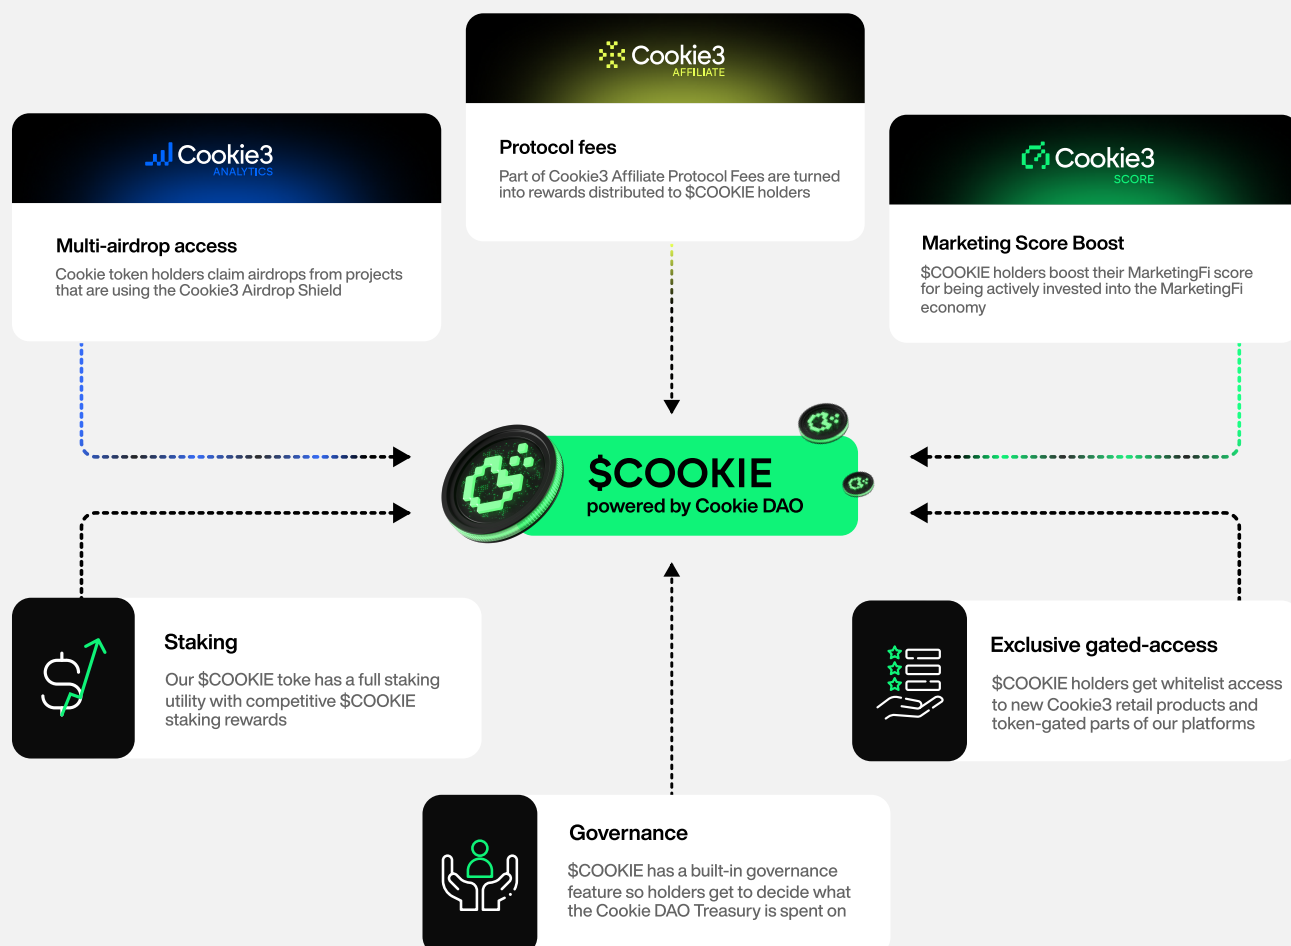 Cookie3
AFFILIATE
Protocol fees
Part of Cookie3 Affiliate Protocol Fees are turned
into rewards distributed to $COOKIE holders
Cookie3
ANALYTICS
Multi-airdrop access
Cookie token holders claim airdrops from projects
that are using the Cookie3 Airdrop Shield
Cookie3
SCORE
Marketing Score Boost
$COOKIE holders boost their MarketingFi score
for being actively invested into the MarketingFi
economy
$COOKIE
powered by Cookie DAO
Staking
Our $COOKIE toke has a full staking
utility with competitive $COOKIE
staking rewards
Exclusive gated-access
$COOKIE holders get whitelist access
to new Cookie3 retail products and
token-gated parts of our platforms
Governance
$COOKIE has a built-in governance
feature so holders get to decide what
the Cookie DAO Treasury is spent on